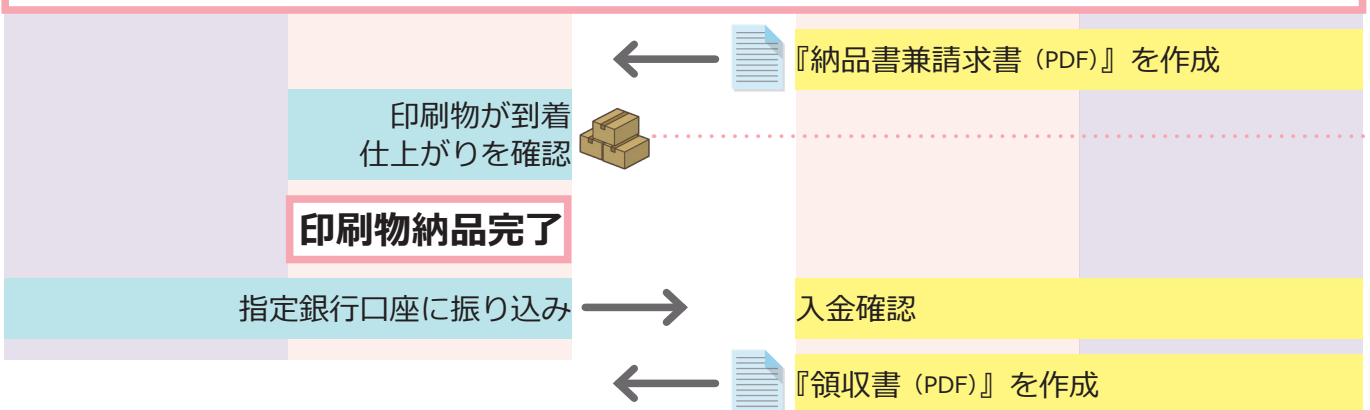 『納品書兼請求書（PDF）』を作成
印刷物が到着
仕上がりを確認
印刷物納品完了
指定銀行口座に振り込み
入金確認
『領収書（PDF）』を作成